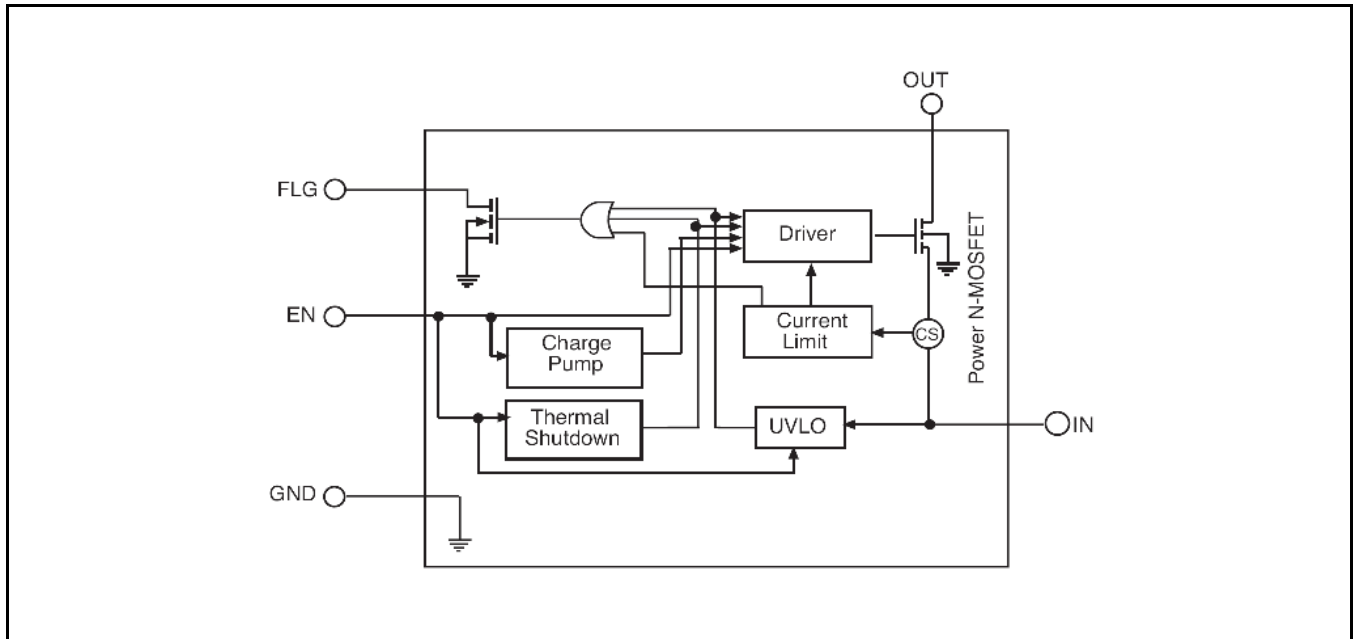 OUT
FLG
Driver
Power N-MOSFET
EN
Current
Limit
CS
Charge
Pump
Thermal
Shutdown
UVLO
IN
GND